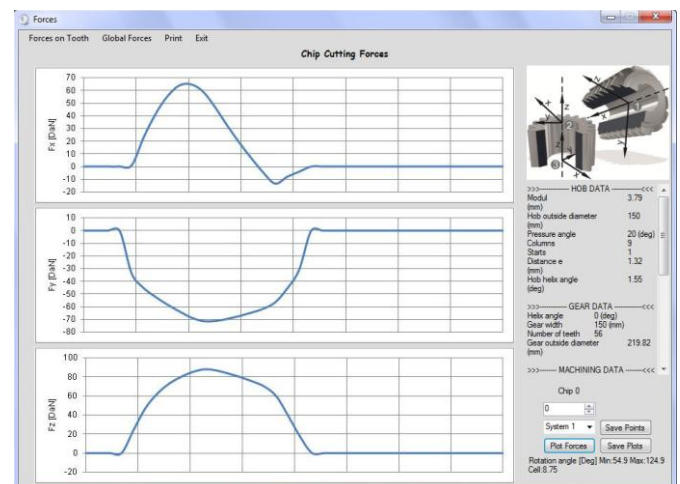 Forces
Forces on Tooth Global Forces Print Exit
Chip Cutting Forces
70
60
50
40
30
20
10
0
-10
-20
Fx [DaN]
10
0
-10
-20
-30
-40
-50
-60
-70
-80
Fy [DaN]
100
80
60
40
20
0
-20
Fz [DaN]
>>>--------- HOB DATA ---------<<<
Modul 3.79
(mm)
Hob outside diameter 150
(mm)
Pressure angle 20 (deg)
Columns 9
Starts 1
Distance e 1.32
(mm)
Hob helix angle 1.55
(deg)
>>>--------- GEAR DATA ---------<<<
Helix angle 0 (deg)
Gear width 150 (mm)
Number of teeth 56
Gear outside diameter 219.82
(mm)
>>>------ MACHINING DATA ------<<<
Chip 0
0
System 1 Save Points
Plot Forces Save Plots
Rotation angle [Deg] Min:54.9 Max:124.9
Cell:8.75